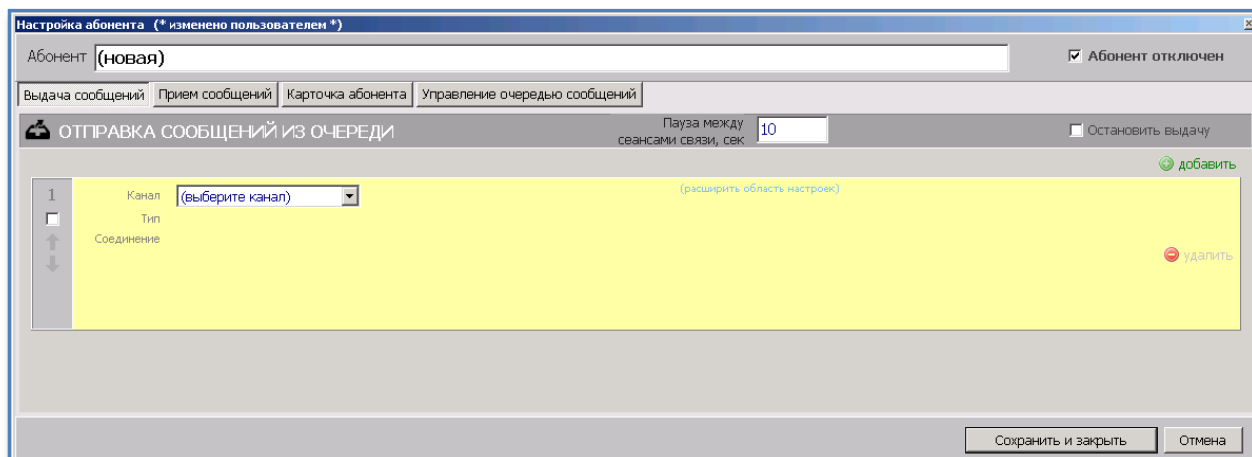 Настройка абонента (* изменено пользователем *)
Абонент (новая) Абонент отключен
Выдача сообщений Прием сообщений Карточка абонента Управление очередью сообщений
ОТПРАВКА СООБЩЕНИЙ ИЗ ОЧЕРЕДИ Пауза между сеансами связи, сек 10 Остановить выдачу
добавить
1 Канал (выберите канал) (расширить область настроек)
Тип
Соединение
удалить
Сохранить и закрыть Отмена